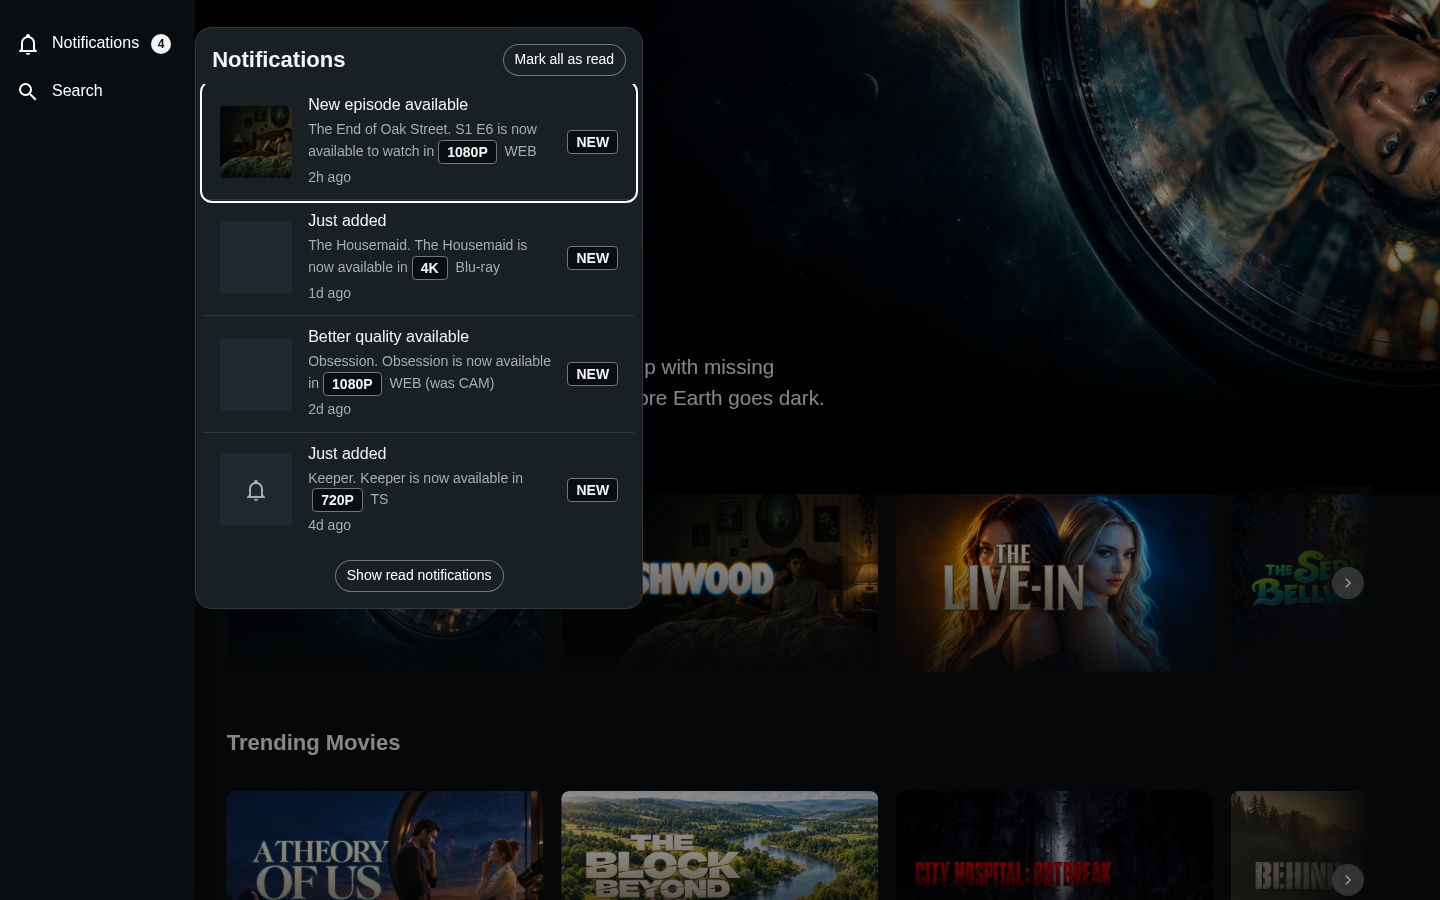 Notifications 4
Search
Notifications
Mark all as read
New episode available
The End of Oak Street. S1 E6 is now
available to watch in 1080P WEB
2h ago
NEW
Just added
The Housemaid. The Housemaid is
now available in 4K Blu-ray
1d ago
NEW
Better quality available
Obsession. Obsession is now available
in 1080P WEB (was CAM)
2d ago
NEW
Just added
Keeper. Keeper is now available in
720P TS
4d ago
NEW
Show read notifications
p with missing
ore Earth goes dark.
SHWOOD
THE
LIVE-IN
THE
Trending Movies
A THEORY
OF US
THE
BLOCK
BEYOND
CITY HOSPITAL: OUTBREAK